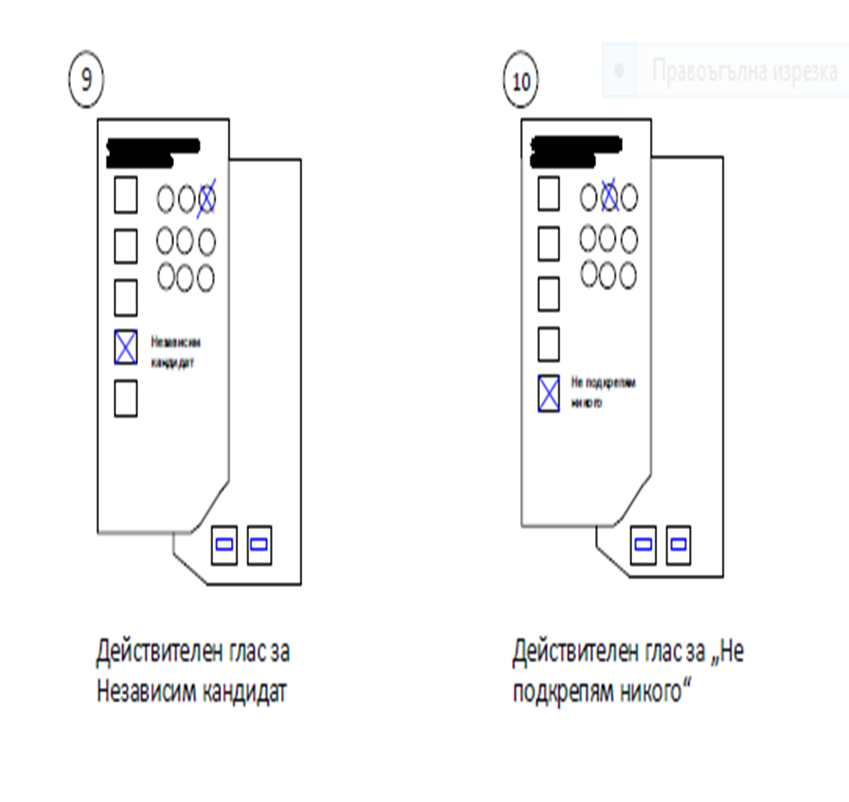 9
10
Правоъгълна изрезка
Независим
кандидат
Не подкрепям
никого
Действителен глас за
Независим кандидат
Действителен глас за „Не
подкрепям никого“